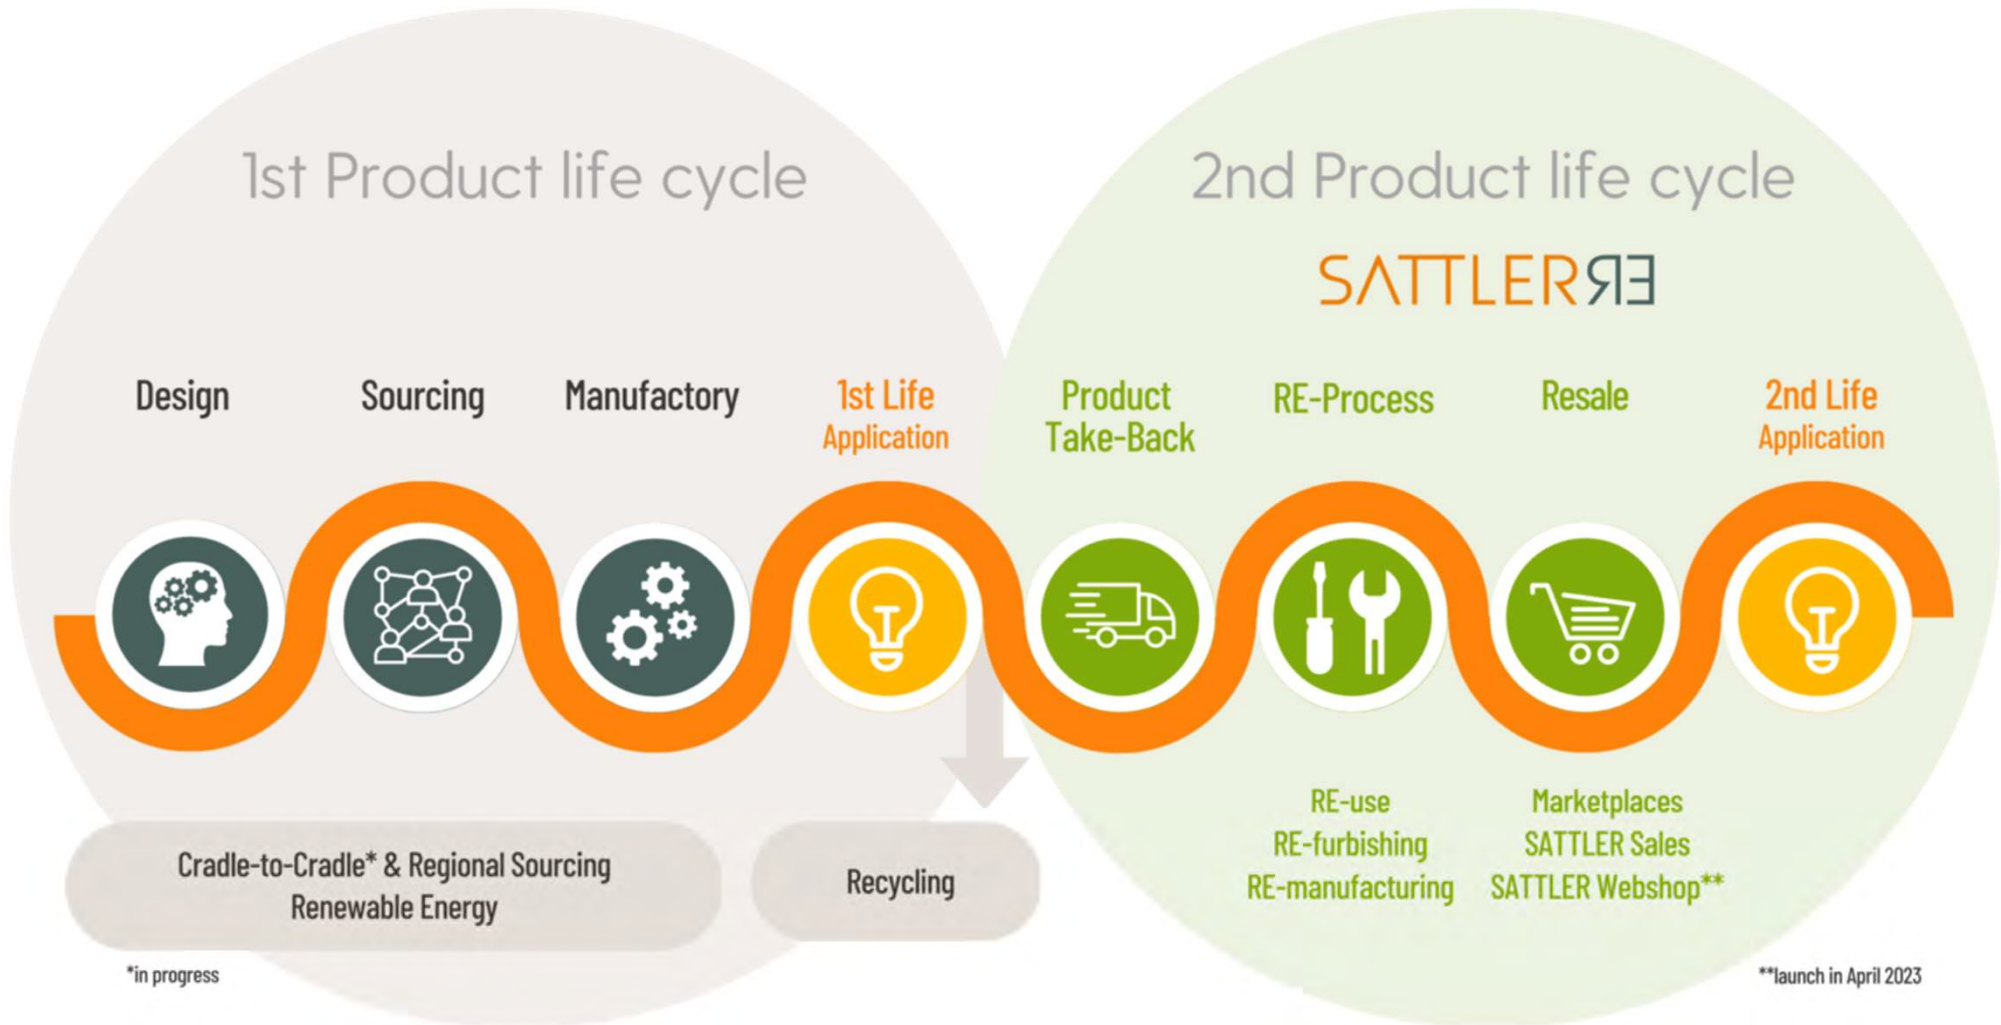 1st Product life cycle
2nd Product life cycle
SATTLERRE
Design
Sourcing
Manufactory
1st Life
Application
Product
Take-Back
RE-Process
Resale
2nd Life
Application
Cradle-to-Cradle* & Regional Sourcing
Renewable Energy
Recycling
RE-use
RE-furbishing
RE-manufacturing
Marketplaces
SATTLER Sales
SATTLER Webshop**
*in progress
**launch in April 2023